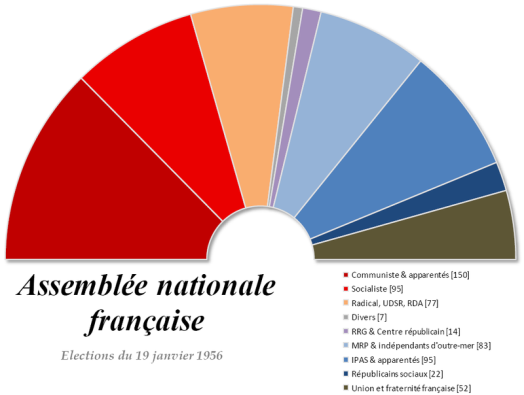 Assemblée nationale
française
Elections du 19 janvier 1956
Communiste & apparentés [150]
Socialiste [95]
Radical, UDSR, RDA [77]
Divers [7]
RRG & Centre républicain [14]
MRP & indépendants d'outre-mer [83]
IPAS & apparentés [95]
Républicains sociaux [22]
Union et fraternité française [52]